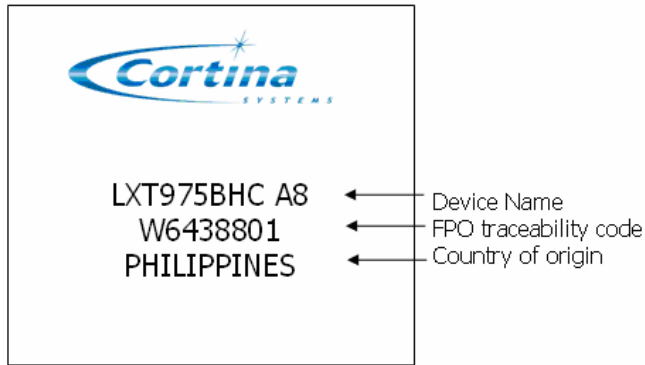 Cortina
SYSTEMS
LXT975BHC A8
W6438801
PHILIPPINES
Device Name
FPO traceability code
Country of origin